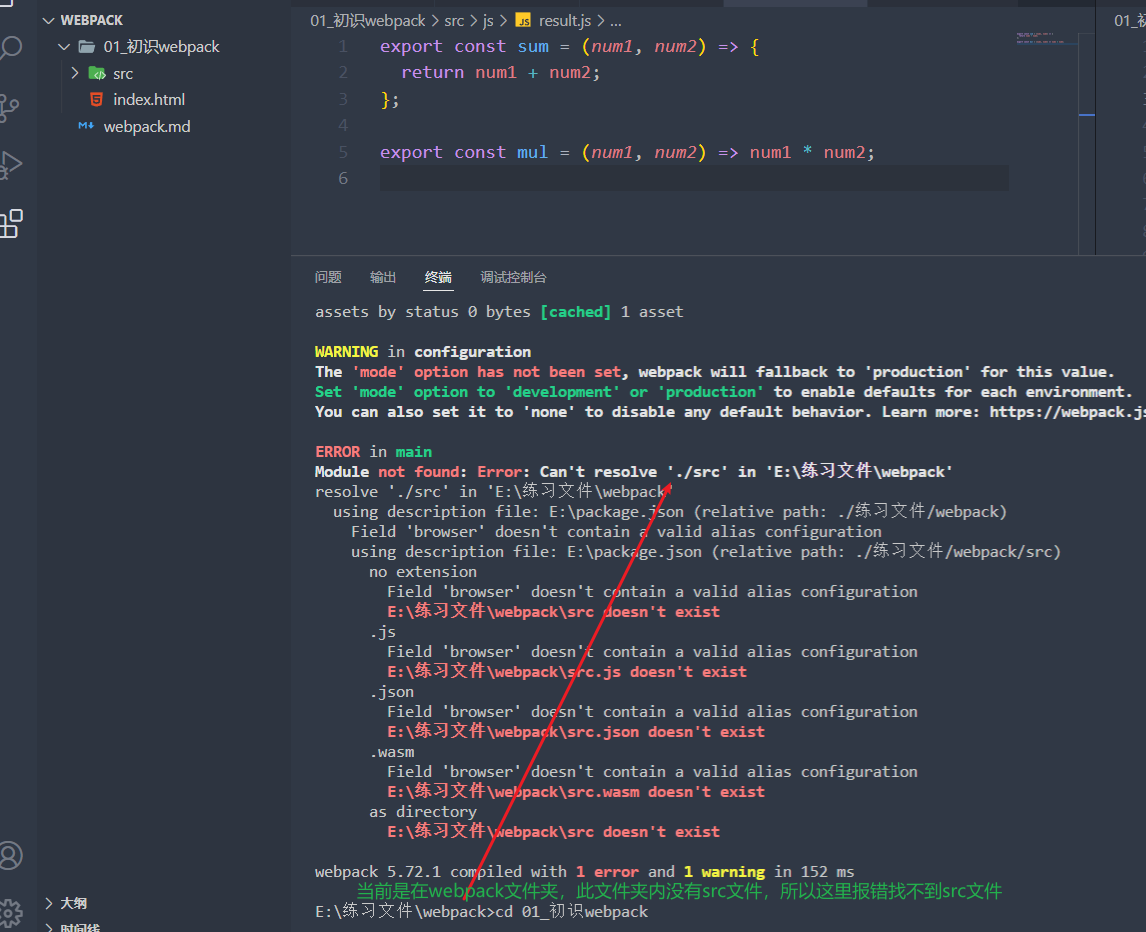 WEBPACK
01_初识webpack
src
index.html
webpack.md
大纲
时间线
01_初识webpack > src > js > JS result.js > ...
1 export const sum = (num1, num2) => {
2 return num1 + num2;
3 };
4
5 export const mul = (num1, num2) => num1 * num2;
6
问题 输出 终端 调试控制台
assets by status 0 bytes [cached] 1 asset
WARNING in configuration
The 'mode' option has not been set, webpack will fallback to 'production' for this value.
Set 'mode' option to 'development' or 'production' to enable defaults for each environment.
You can also set it to 'none' to disable any default behavior. Learn more: https://webpack.js
ERROR in main
Module not found: Error: Can't resolve './src' in 'E:\练习文件\webpack'
resolve './src' in 'E:\练习文件\webpack'
using description file: E:\package.json (relative path: ./练习文件/webpack)
Field 'browser' doesn't contain a valid alias configuration
using description file: E:\package.json (relative path: ./练习文件/webpack/src)
no extension
Field 'browser' doesn't contain a valid alias configuration
E:\练习文件\webpack\src doesn't exist
.js
Field 'browser' doesn't contain a valid alias configuration
E:\练习文件\webpack\src.js doesn't exist
.json
Field 'browser' doesn't contain a valid alias configuration
E:\练习文件\webpack\src.json doesn't exist
.wasm
Field 'browser' doesn't contain a valid alias configuration
E:\练习文件\webpack\src.wasm doesn't exist
as directory
E:\练习文件\webpack\src doesn't exist
webpack 5.72.1 compiled with 1 error and 1 warning in 152 ms
当前是在webpack文件夹，此文件夹内没有src文件，所以这里报错找不到src文件
E:\练习文件\webpack>cd 01_初识webpack